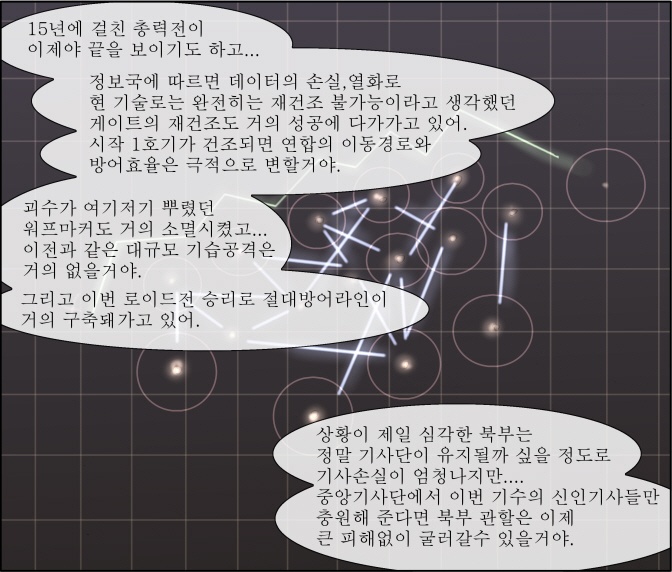 15년에 걸친 총력전이
이제야 끝을 보이기도 하고...
정보국에 따르면 데이터의 손실,열화로
현 기술로는 완전히는 재건조 불가능이라고 생각했던
게이트의 재건조도 거의 성공에 다가가고 있어.
시작 1호기가 건조되면 연합의 이동경로와
방어효율은 극적으로 변할거야.
괴수가 여기저기 뿌렸던
워프마커도 거의 소멸시켰고...
이전과 같은 대규모 기습공격은
거의 없을거야.
그리고 이번 로이드전 승리로 절대방어라인이
거의 구축돼가고 있어.
상황이 제일 심각한 북부는
정말 기사단이 유지될까 싶을 정도로
기사손실이 엄청나지만....
중앙기사단에서 이번 기수의 신인기사들만
충원해 준다면 북부 관할은 이제
큰 피해없이 굴러갈수 있을거야.